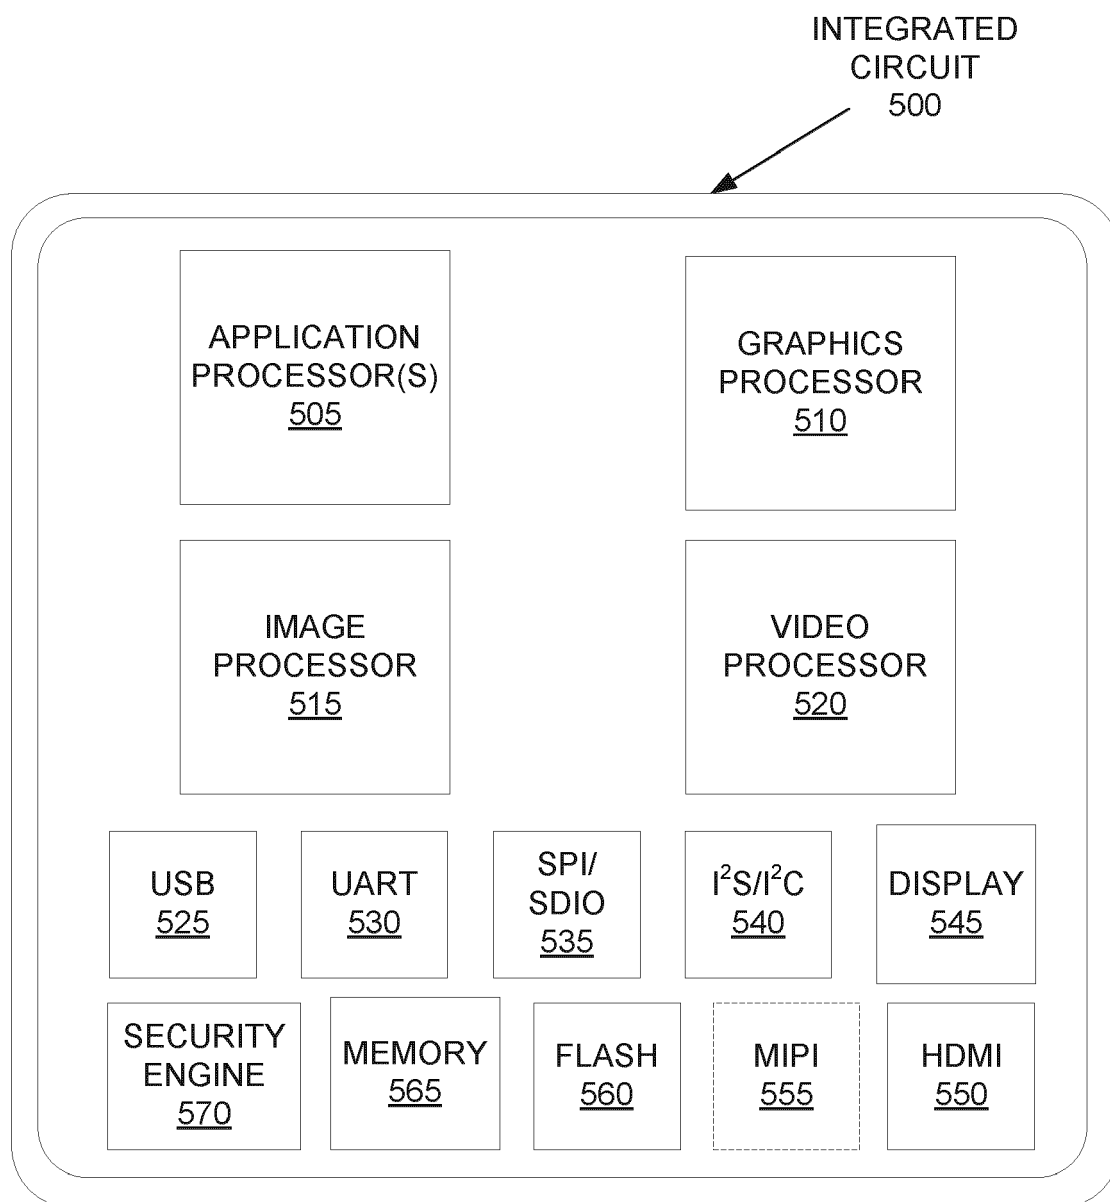 INTEGRATED
CIRCUIT
500
APPLICATION
PROCESSOR(S)
505
GRAPHICS
PROCESSOR
510
IMAGE
PROCESSOR
515
VIDEO
PROCESSOR
520
USB
525
UART
530
SPI/
SDIO
535
I²S/I²C
540
DISPLAY
545
SECURITY
ENGINE
570
MEMORY
565
FLASH
560
MIPI
555
HDMI
550